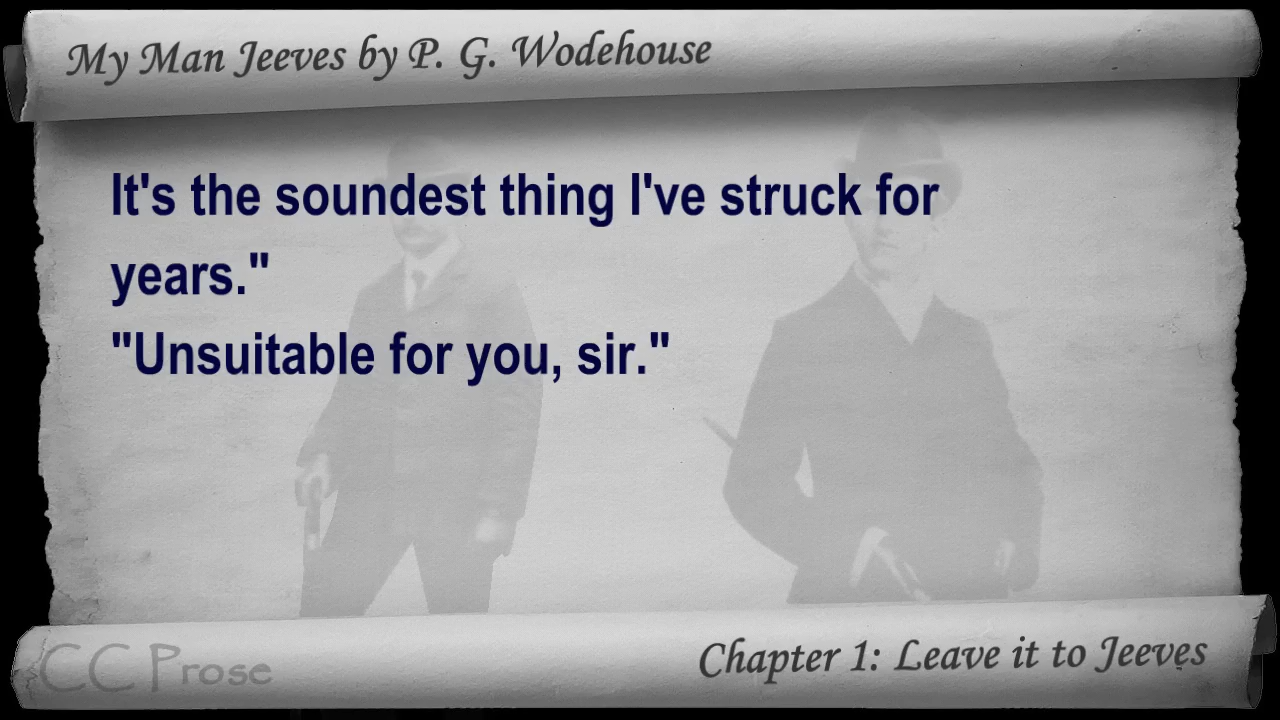 My Man Jeeves by P. G. Wodehouse
It's the soundest thing I've struck for
years."
"Unsuitable for you, sir."
CC Prose
Chapter 1: Leave it to Jeeves